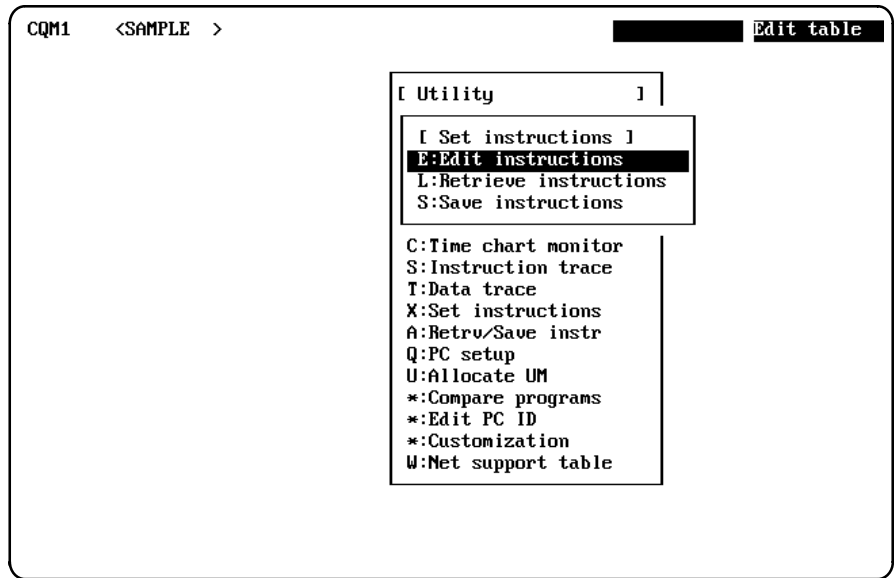 CQM1 <SAMPLE > Edit table
[ Utility ]
[ Set instructions ]
E:Edit instructions
L:Retrieve instructions
S:Save instructions
C:Time chart monitor
S:Instruction trace
T:Data trace
X:Set instructions
A:Retrv/Save instr
Q:PC setup
U:Allocate UM
*:Compare programs
*:Edit PC ID
*:Customization
W:Net support table